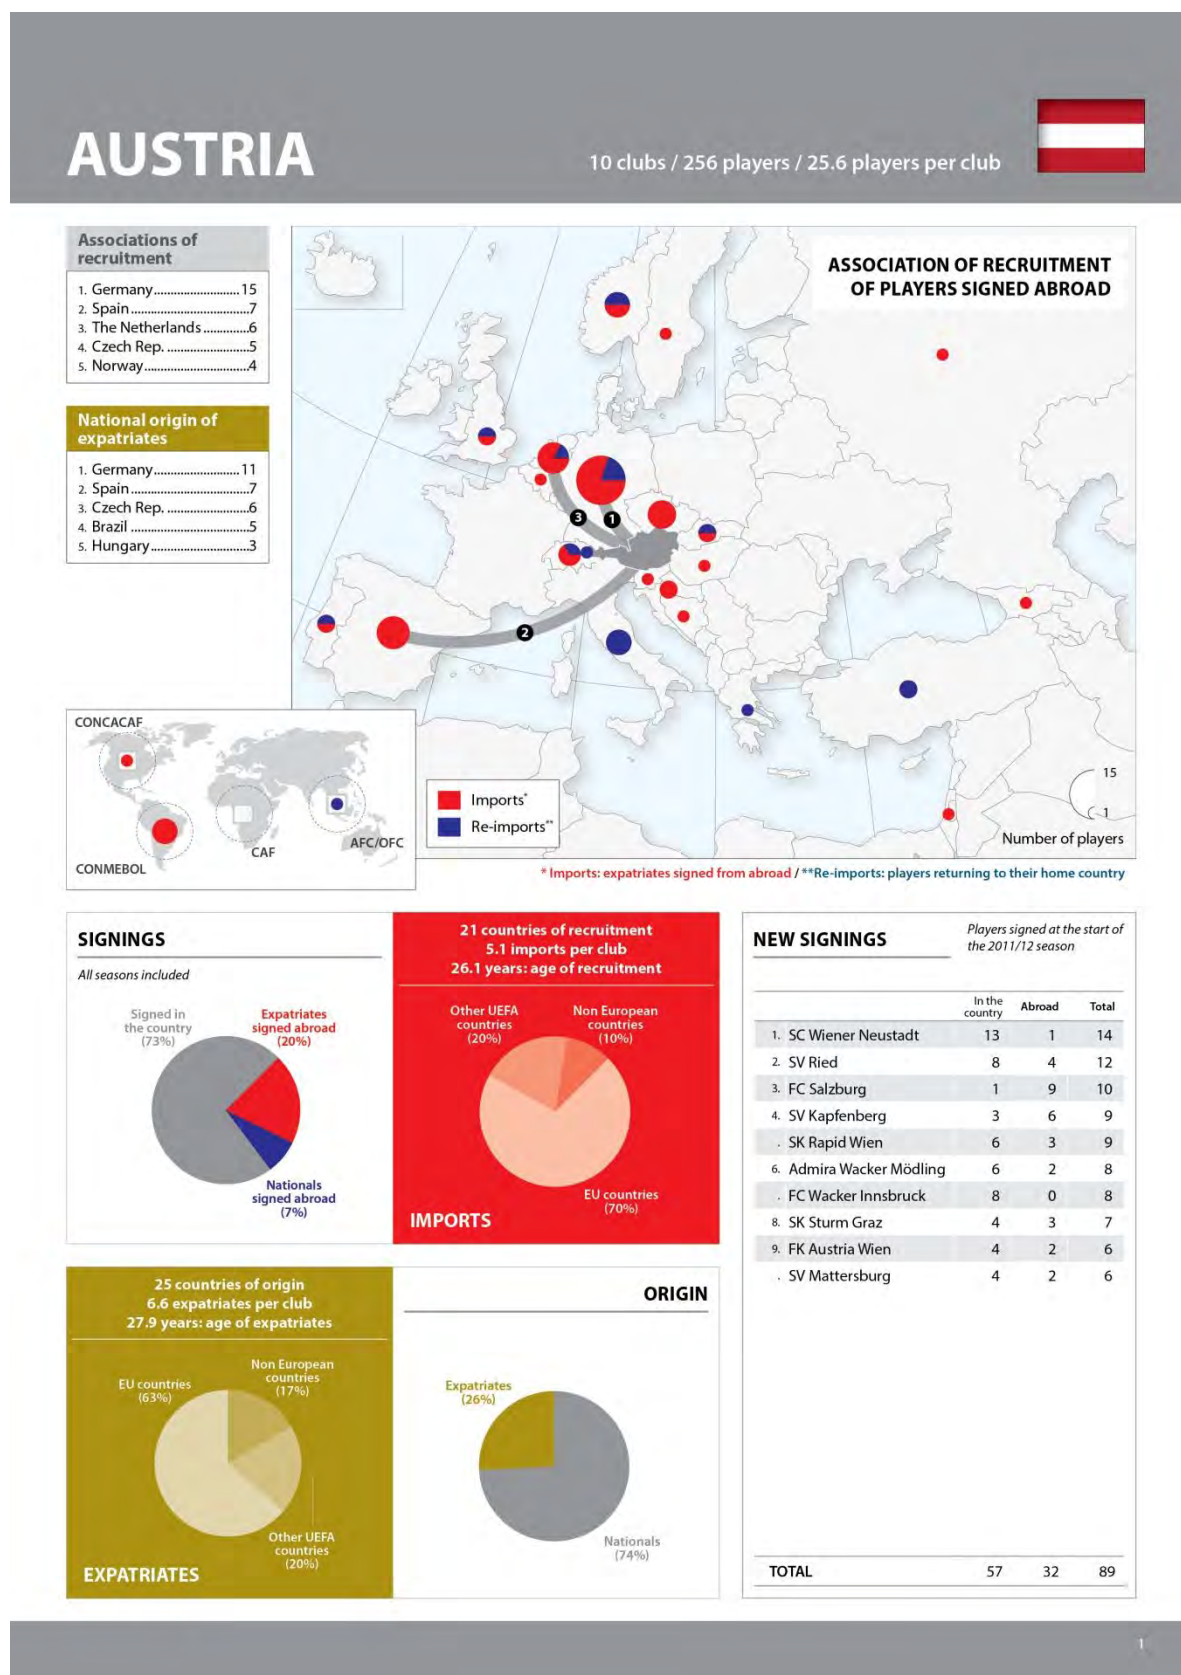 AUSTRIA
10 clubs / 256 players / 25.6 players per club
Associations of
recruitment
1. Germany...........................15
2. Spain.....................................7
3. The Netherlands..............6
4. Czech Rep. ..........................5
5. Norway.................................4
National origin of
expatriates
1. Germany...........................11
2. Spain.....................................7
3. Czech Rep. ..........................6
4. Brazil .....................................5
5. Hungary...............................3
ASSOCIATION OF RECRUITMENT
OF PLAYERS SIGNED ABROAD
3
1
2
CONCACAF
CONMEBOL
CAF
AFC/OFC
Imports*
Re-imports**
15
1
Number of players
* Imports: expatriates signed from abroad / **Re-imports: players returning to their home country
SIGNINGS
All seasons included
Signed in
the country
(73%)
Expatriates
signed abroad
(20%)
Nationals
signed abroad
(7%)
21 countries of recruitment
5.1 imports per club
26.1 years: age of recruitment
Other UEFA
countries
(20%)
Non European
countries
(10%)
EU countries
(70%)
IMPORTS
25 countries of origin
6.6 expatriates per club
27.9 years: age of expatriates
EU countries
(63%)
Non European
countries
(17%)
Other UEFA
countries
(20%)
EXPATRIATES
ORIGIN
Expatriates
(26%)
Nationals
(74%)
NEW SIGNINGS
Players signed at the start of
the 2011/12 season
In the country Abroad Total
1. SC Wiener Neustadt 13 1 14
2. SV Ried 8 4 12
3. FC Salzburg 1 9 10
4. SV Kapfenberg 3 6 9
. SK Rapid Wien 6 3 9
6. Admira Wacker Mödling 6 2 8
. FC Wacker Innsbruck 8 0 8
8. SK Sturm Graz 4 3 7
9. FK Austria Wien 4 2 6
. SV Mattersburg 4 2 6
TOTAL 57 32 89
1